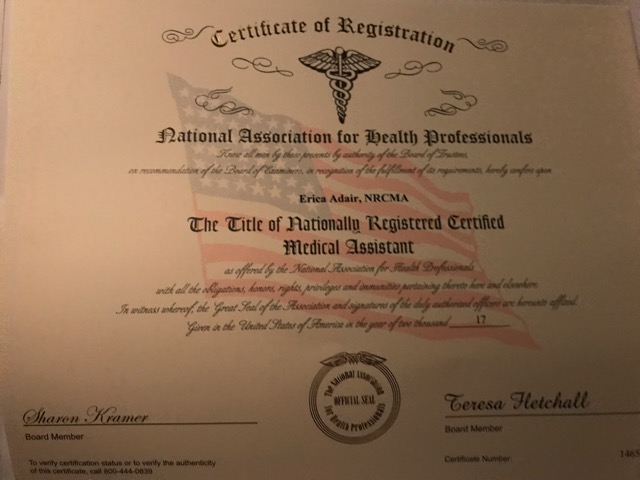 Certificate of Registration
National Association for Health Professionals
Know all men by these presents by authority of the Board of Trustees,
on recommendation of the Board of Examiners, in recognition of the fulfillment of its requirements, hereby confers upon
Erica Adair, NRCMA
The Title of Nationally Registered Certified
Medical Assistant
as offered by the National Association for Health Professionals
with all the obligations, honors, rights, privileges and immunities pertaining thereto here and elsewhere.
In witness whereof, the Great Seal of the Association and signatures of the duly authorized officers are hereunto affixed.
Given in the United States of America in the year of two thousand 17
The National Association
OFFICIAL SEAL
for Health Professionals
Sharon Kramer
Board Member
To verify certification status or to verify the authenticity
of this certificate, call 800-444-0839
Teresa Fletchall
Board Member
Certificate Number: 1465